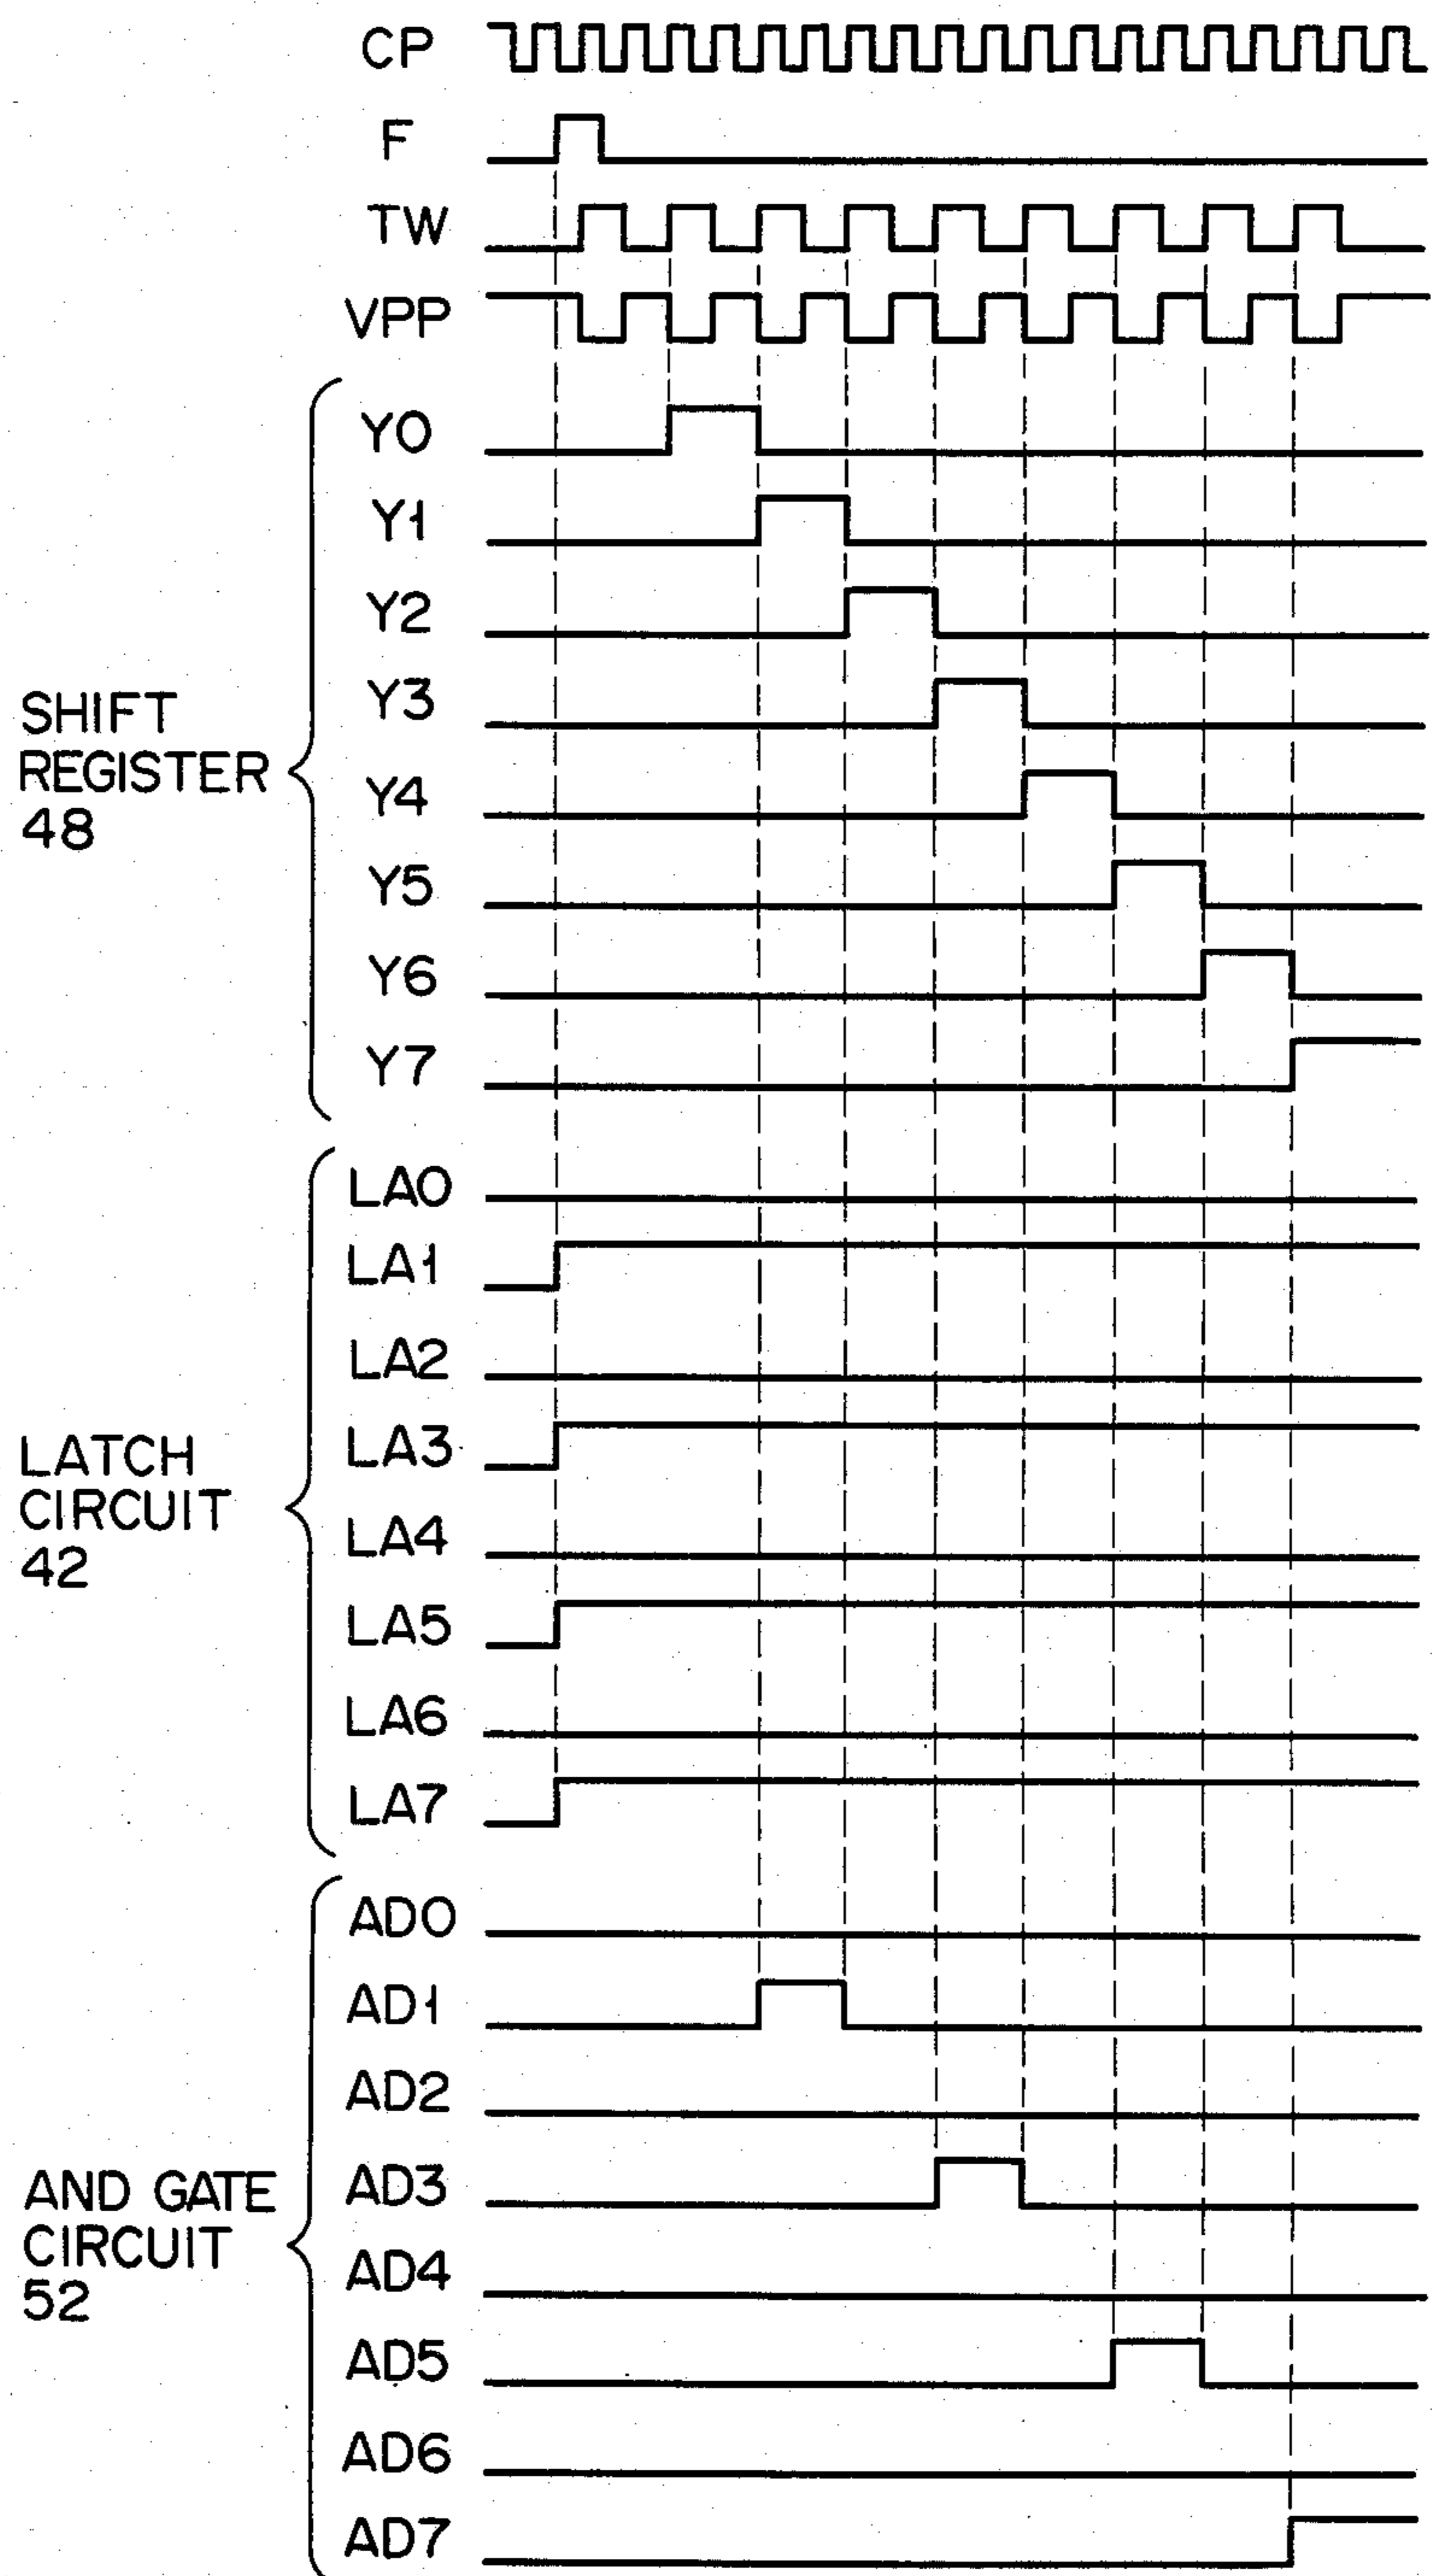 CP
F
TW
VPP
SHIFT
REGISTER
48
Y0
Y1
Y2
Y3
Y4
Y5
Y6
Y7
LATCH
CIRCUIT
42
LA0
LA1
LA2
LA3
LA4
LA5
LA6
LA7
AND GATE
CIRCUIT
52
AD0
AD1
AD2
AD3
AD4
AD5
AD6
AD7